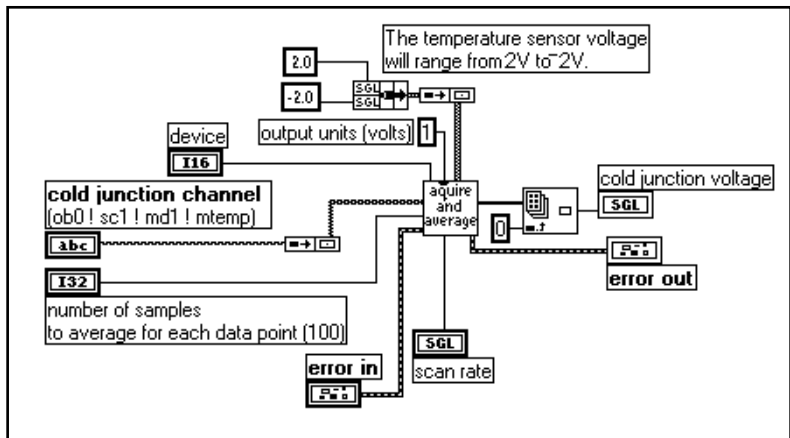 The temperature sensor voltage
will range from 2V to -2V.
2.0
-2.0
SGL
SGL
output units (volts)
1
device
I16
cold junction channel
(ob0 ! sc1 ! md1 ! mtemp)
abc
I32
number of samples
to average for each data point (100)
error in
aquire
and
average
0
cold junction voltage
SGL
error out
SGL
scan rate